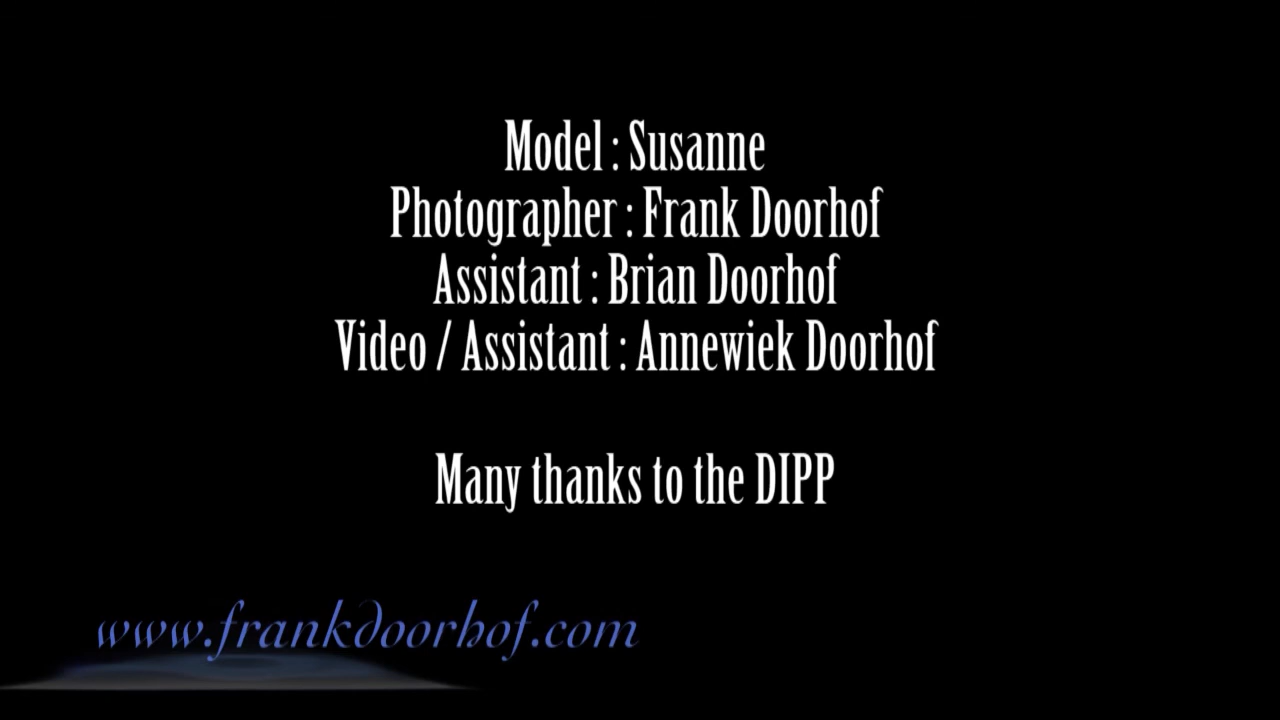 Model : Susanne
Photographer : Frank Doorhof
Assistant : Brian Doorhof
Video / Assistant : Annewiek Doorhof
Many thanks to the DIPP
www.frankdoorhof.com